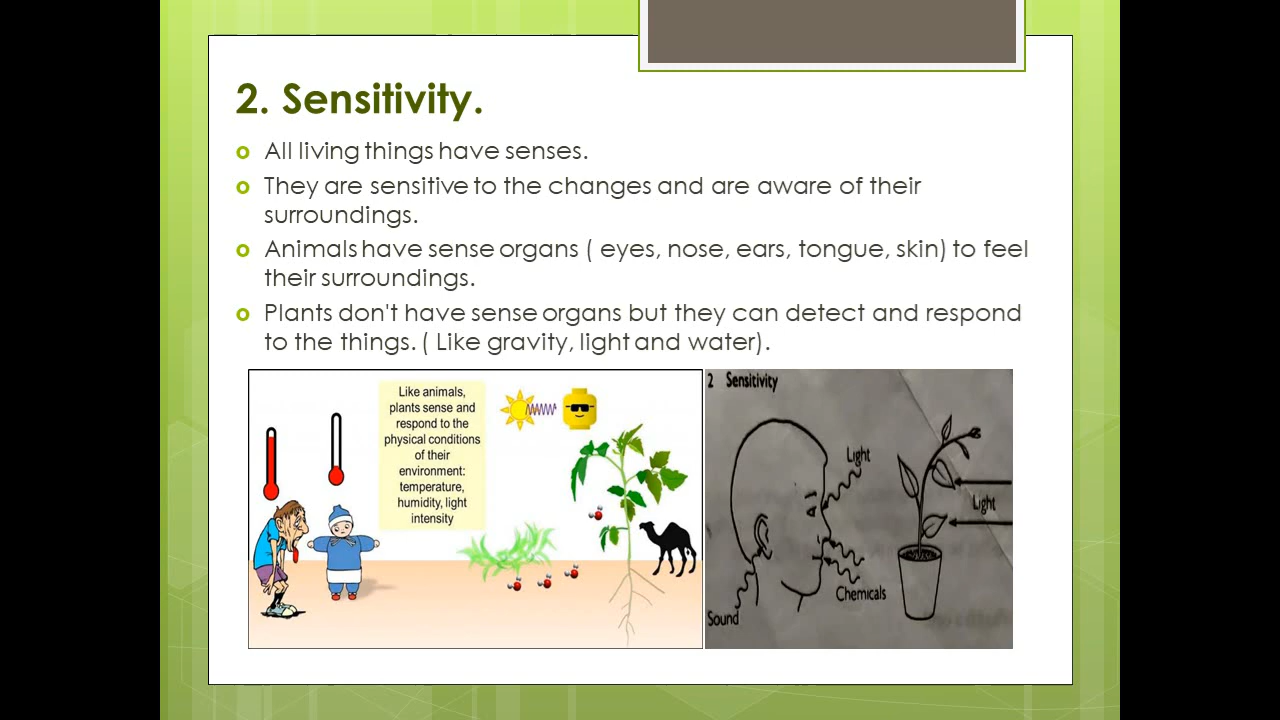 2. Sensitivity.
All living things have senses.
They are sensitive to the changes and are aware of their
surroundings.
Animals have sense organs ( eyes, nose, ears, tongue, skin) to feel
their surroundings.
Plants don't have sense organs but they can detect and respond
to the things. ( Like gravity, light and water).
Like animals,
plants sense and
respond to the
physical conditions
of their
environment:
temperature,
humidity, light
intensity
2 Sensitivity
Light
Light
Chemicals
Sound